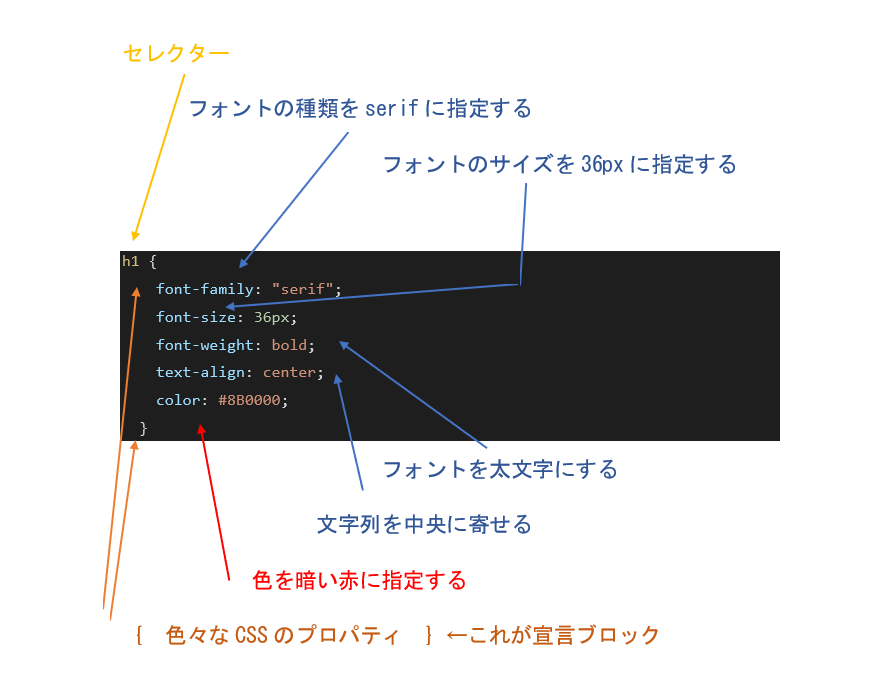 セレクター
フォントの種類を serif に指定する
フォントのサイズを 36px に指定する
h1 {
font-family: "serif";
font-size: 36px;
font-weight: bold;
text-align: center;
color: #8B0000;
}
フォントを太文字にする
文字列を中央に寄せる
色を暗い赤に指定する
{　色々な CSS のプロパティ　} ←これが宣言ブロック